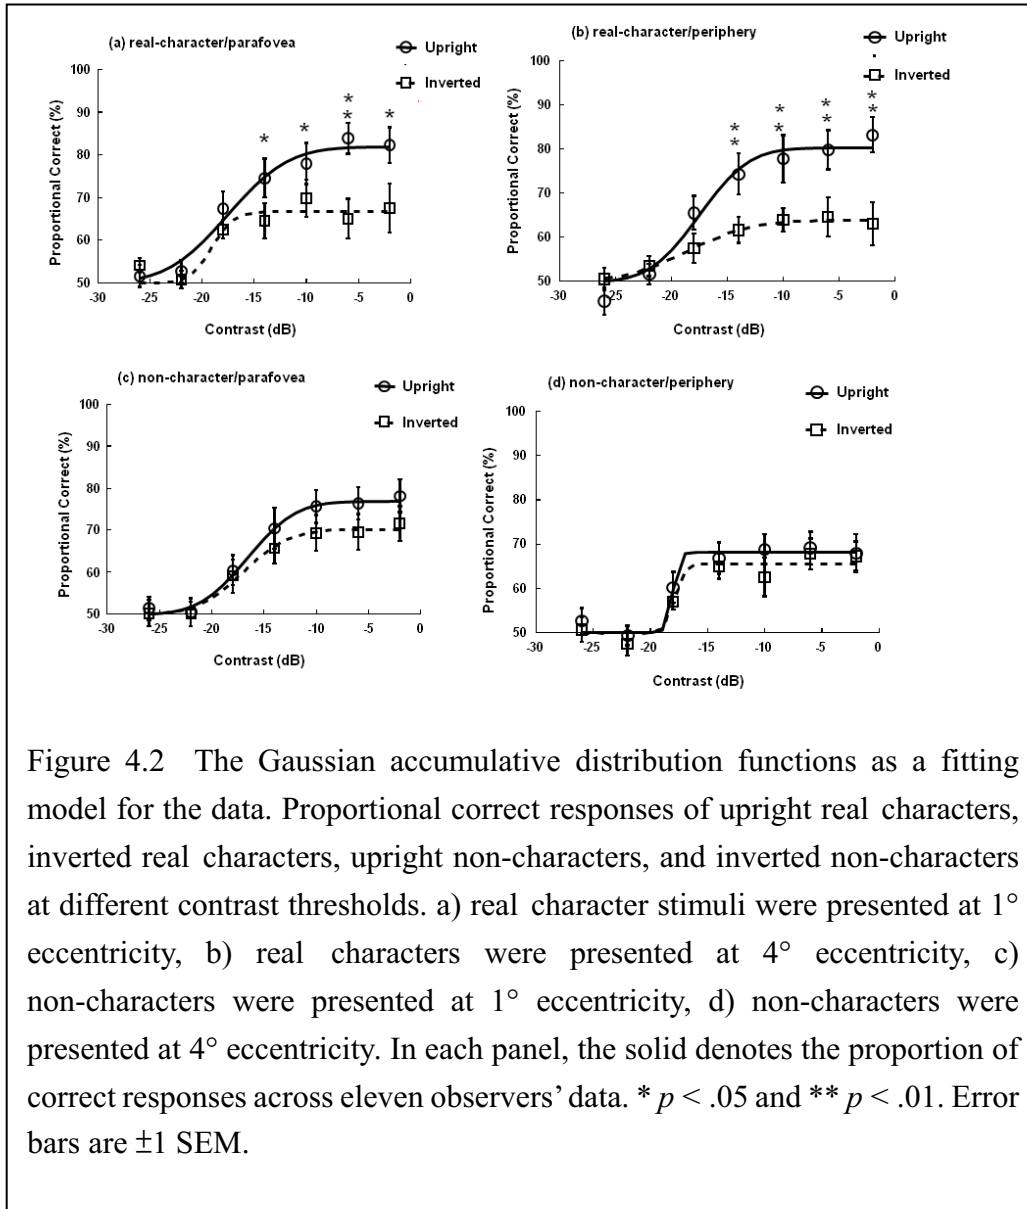 (a) real-character/parafovea
Upright
Inverted
Proportional Correct (%)
100
90
80
70
60
50
-30
-25
-20
-15
-10
-5
0
* * * * *
Contrast (dB)
(b) real-character/periphery
Upright
Inverted
Proportional Correct (%)
100
90
80
70
60
50
-30
-25
-20
-15
-10
-5
0
** ** ** **
Contrast (dB)
(c) non-character/parafovea
Upright
Inverted
Proportional Correct (%)
100
90
80
70
60
50
-30
-25
-20
-15
-10
-5
0
Contrast (dB)
(d) non-character/periphery
Upright
Inverted
Proportional Correct (%)
100
90
80
70
60
50
-30
-25
-20
-15
-10
-5
0
Contrast (dB)
Figure 4.2 The Gaussian accumulative distribution functions as a fitting
model for the data. Proportional correct responses of upright real characters,
inverted real characters, upright non-characters, and inverted non-characters
at different contrast thresholds. a) real character stimuli were presented at 1°
eccentricity, b) real characters were presented at 4° eccentricity, c)
non-characters were presented at 1° eccentricity, d) non-characters were
presented at 4° eccentricity. In each panel, the solid denotes the proportion of
correct responses across eleven observers' data. * p < .05 and ** p < .01. Error
bars are ±1 SEM.